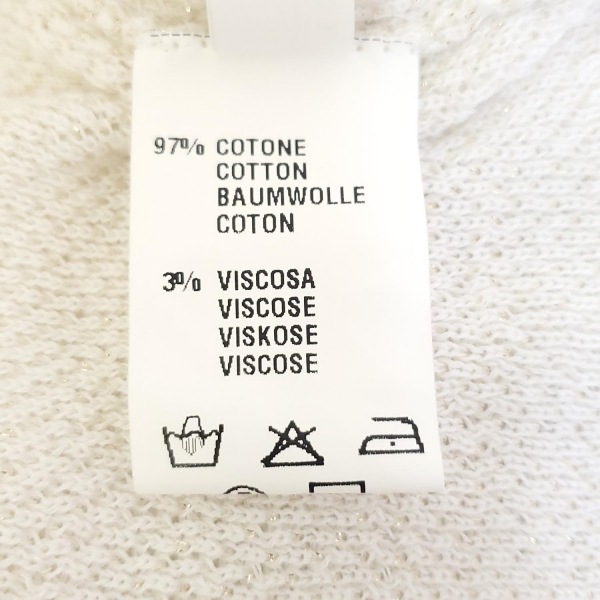 97% COTONE
COTTON
BAUMWOLLE
COTON
3% VISCOSA
VISCOSE
VISKOSE
VISCOSE